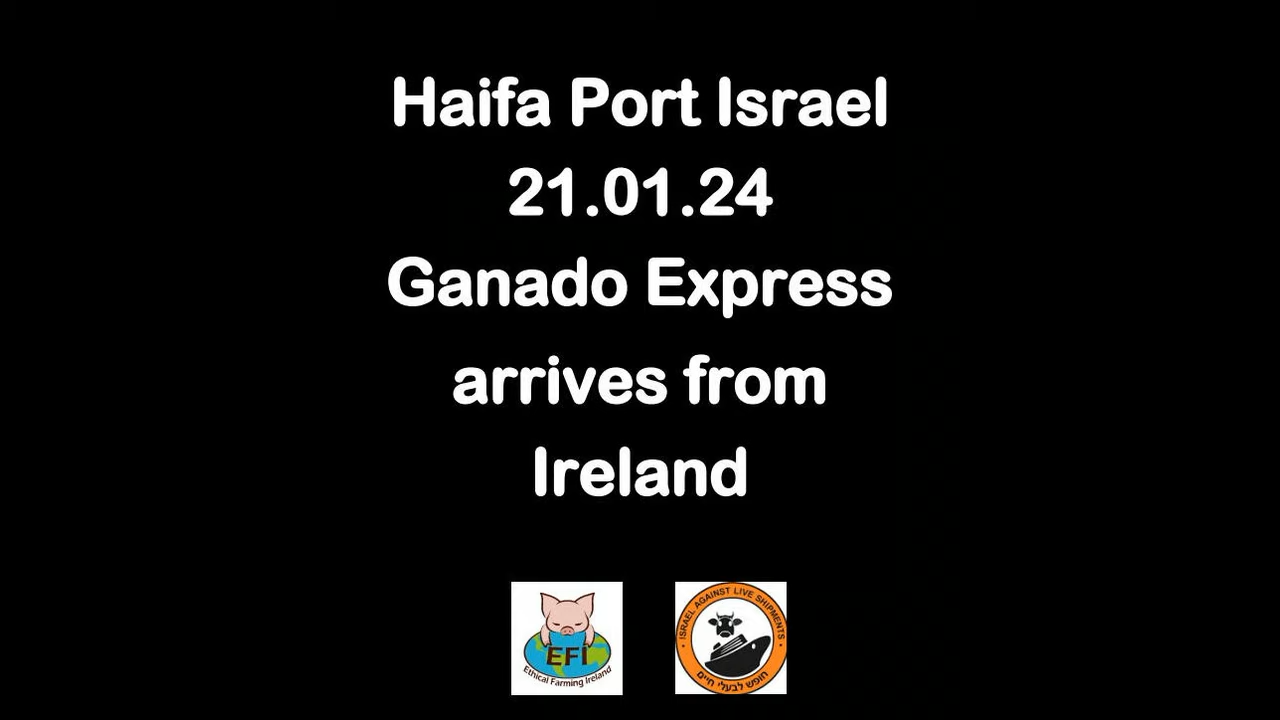 Haifa Port Israel
21.01.24
Ganado Express
arrives from
Ireland
EFI
Ethical Farming Ireland
· ISRAEL AGAINST LIVE SHIPMENTS ·
חופש לבעלי חיים